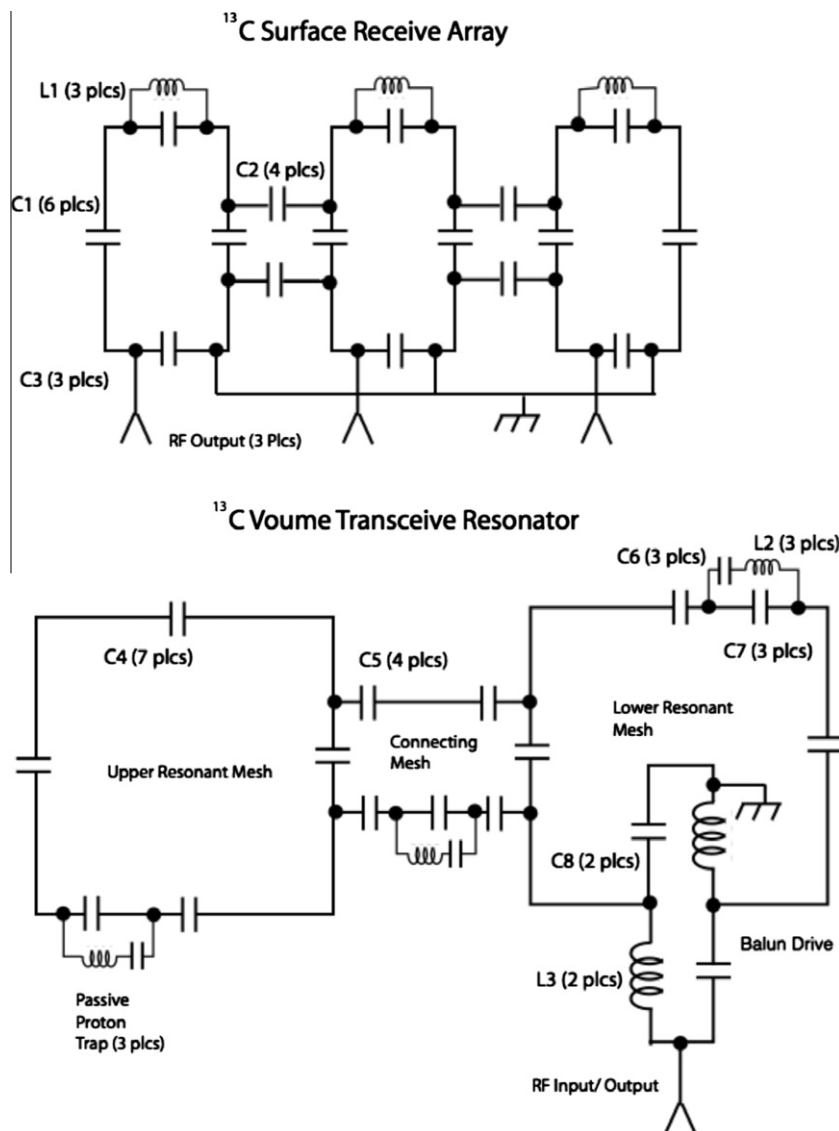 13C Surface Receive Array
L1 (3 plcs)
C2 (4 plcs)
C1 (6 plcs)
C3 (3 plcs)
RF Output (3 Plcs)
13C Voume Transceive Resonator
C6 (3 plcs)
L2 (3 plcs)
C4 (7 plcs)
C5 (4 plcs)
C7 (3 plcs)
Upper Resonant Mesh
Connecting
Mesh
Lower Resonant
Mesh
C8 (2 plcs)
Balun Drive
L3 (2 plcs)
Passive
Proton
Trap (3 plcs)
RF Input/ Output